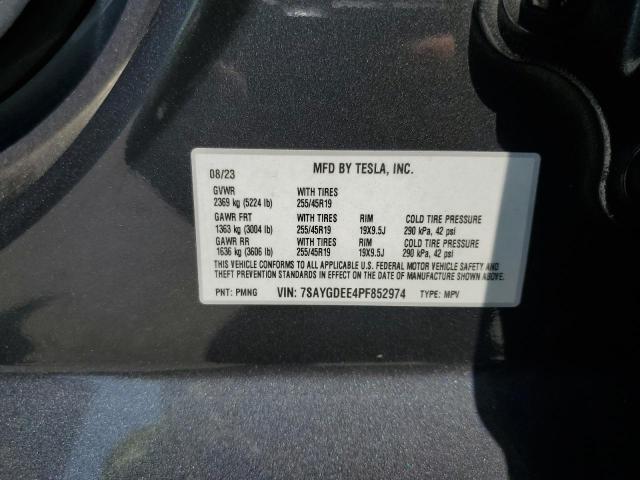 08/23 MFD BY TESLA, INC.
GVWR WITH TIRES
2369 kg (5224 lb) 255/45R19
GAWR FRT WITH TIRES RIM COLD TIRE PRESSURE
1363 kg (3004 lb) 255/45R19 19X9.5J 290 kPa, 42 psi
GAWR RR WITH TIRES RIM COLD TIRE PRESSURE
1636 kg (3606 lb) 255/45R19 19X9.5J 290 kPa, 42 psi
THIS VEHICLE CONFORMS TO ALL APPLICABLE U.S. FEDERAL MOTOR VEHICLE SAFETY AND
THEFT PREVENTION STANDARDS IN EFFECT ON THE DATE OF MANUFACTURE SHOWN ABOVE.
PNT: PMNG VIN: 7SAYGDEE4PF852974 TYPE: MPV